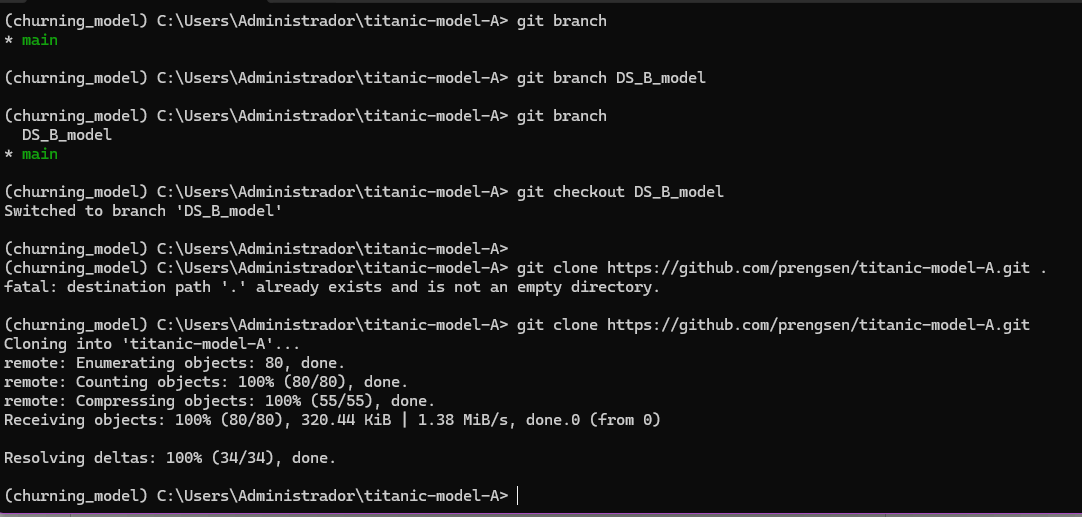 (churning_model) C:\Users\Administrador\titanic-model-A> git branch
* main
(churning_model) C:\Users\Administrador\titanic-model-A> git branch DS_B_model
(churning_model) C:\Users\Administrador\titanic-model-A> git branch
  DS_B_model
* main
(churning_model) C:\Users\Administrador\titanic-model-A> git checkout DS_B_model
Switched to branch 'DS_B_model'
(churning_model) C:\Users\Administrador\titanic-model-A>
(churning_model) C:\Users\Administrador\titanic-model-A> git clone https://github.com/prengsen/titanic-model-A.git .
fatal: destination path '.' already exists and is not an empty directory.
(churning_model) C:\Users\Administrador\titanic-model-A> git clone https://github.com/prengsen/titanic-model-A.git
Cloning into 'titanic-model-A'...
remote: Enumerating objects: 80, done.
remote: Counting objects: 100% (80/80), done.
remote: Compressing objects: 100% (55/55), done.
Receiving objects: 100% (80/80), 320.44 KiB | 1.38 MiB/s, done.0 (from 0)
Resolving deltas: 100% (34/34), done.
(churning_model) C:\Users\Administrador\titanic-model-A>